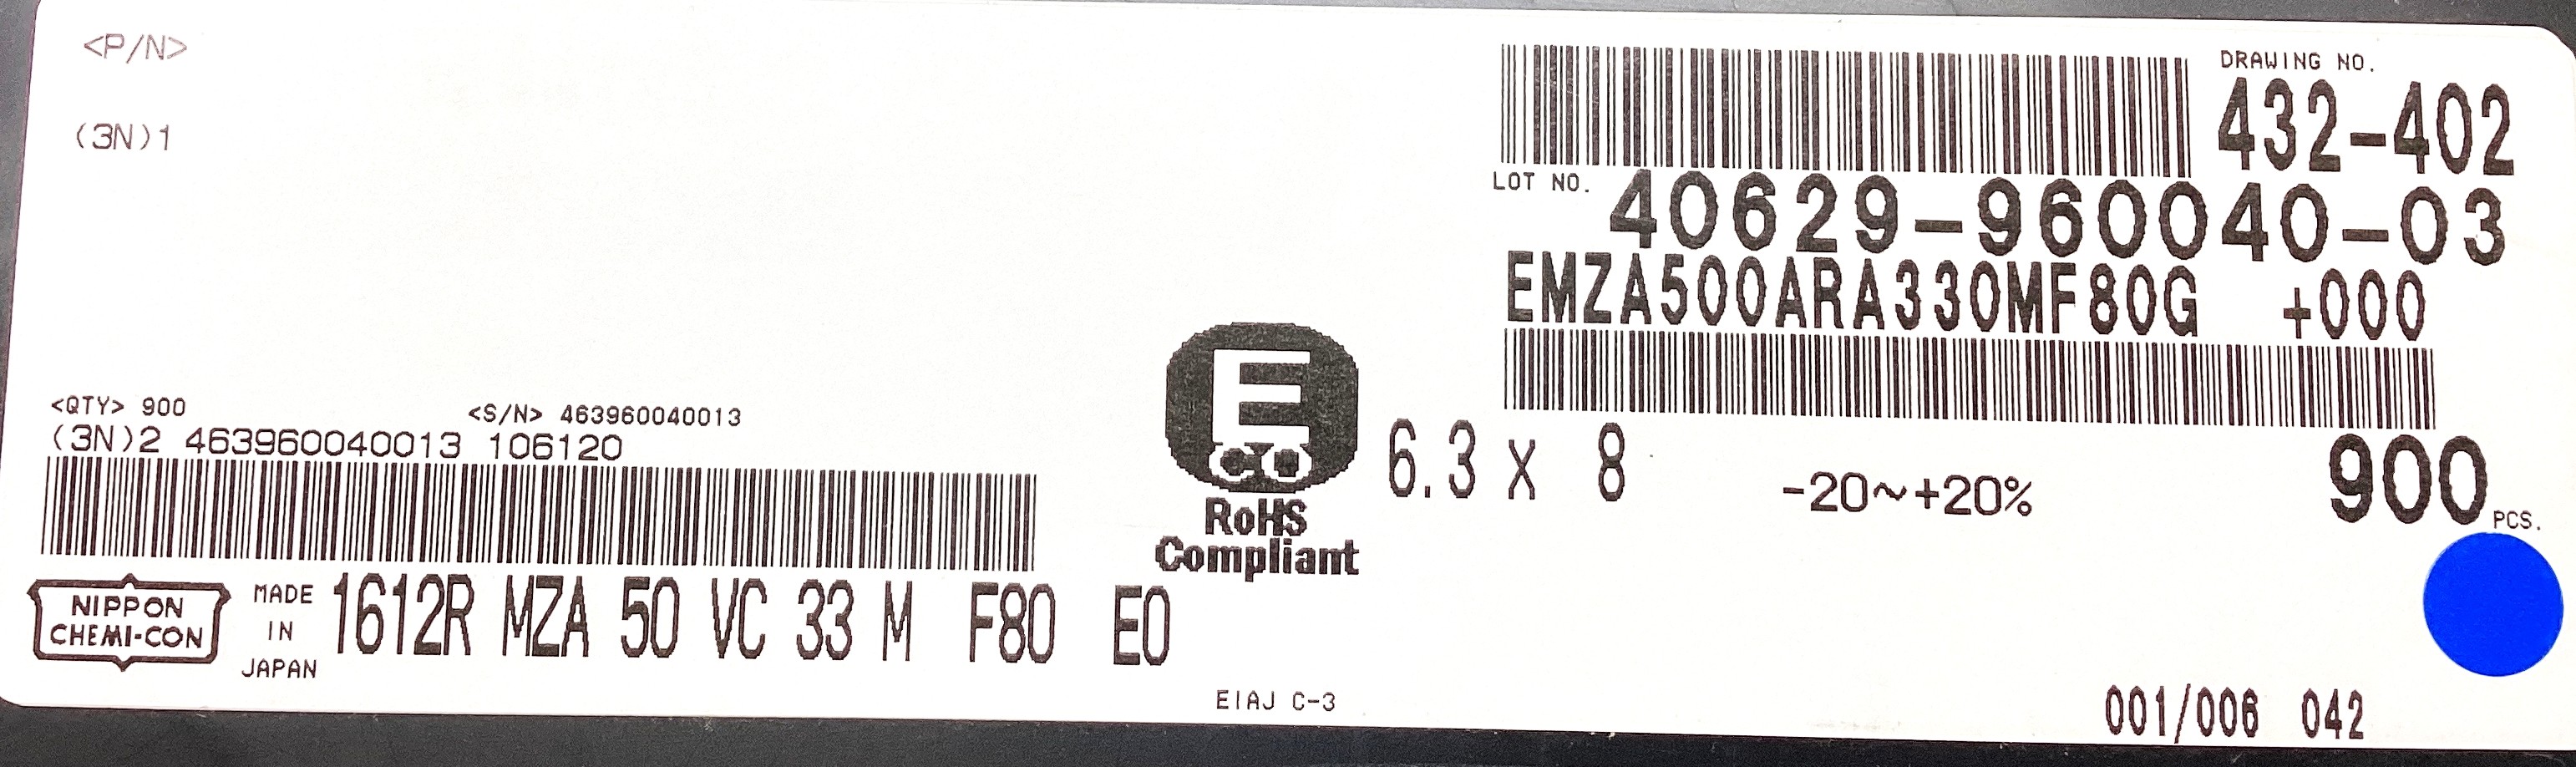 <P/N>
(3N)1
DRAWING NO.
432-402
LOT NO. 40629-960040-03
EMZA500ARA330MF80G +000
<QTY> 900 <S/N> 463960040013
(3N)2 463960040013 106120
E
CO
RoHS
Compliant
6.3 X 8 -20~+20% 900 PCS.
NIPPON
CHEMI-CON
MADE
IN
JAPAN
1612R MZA 50 VC 33 M F80 E0
EIAJ C-3
001/006 042